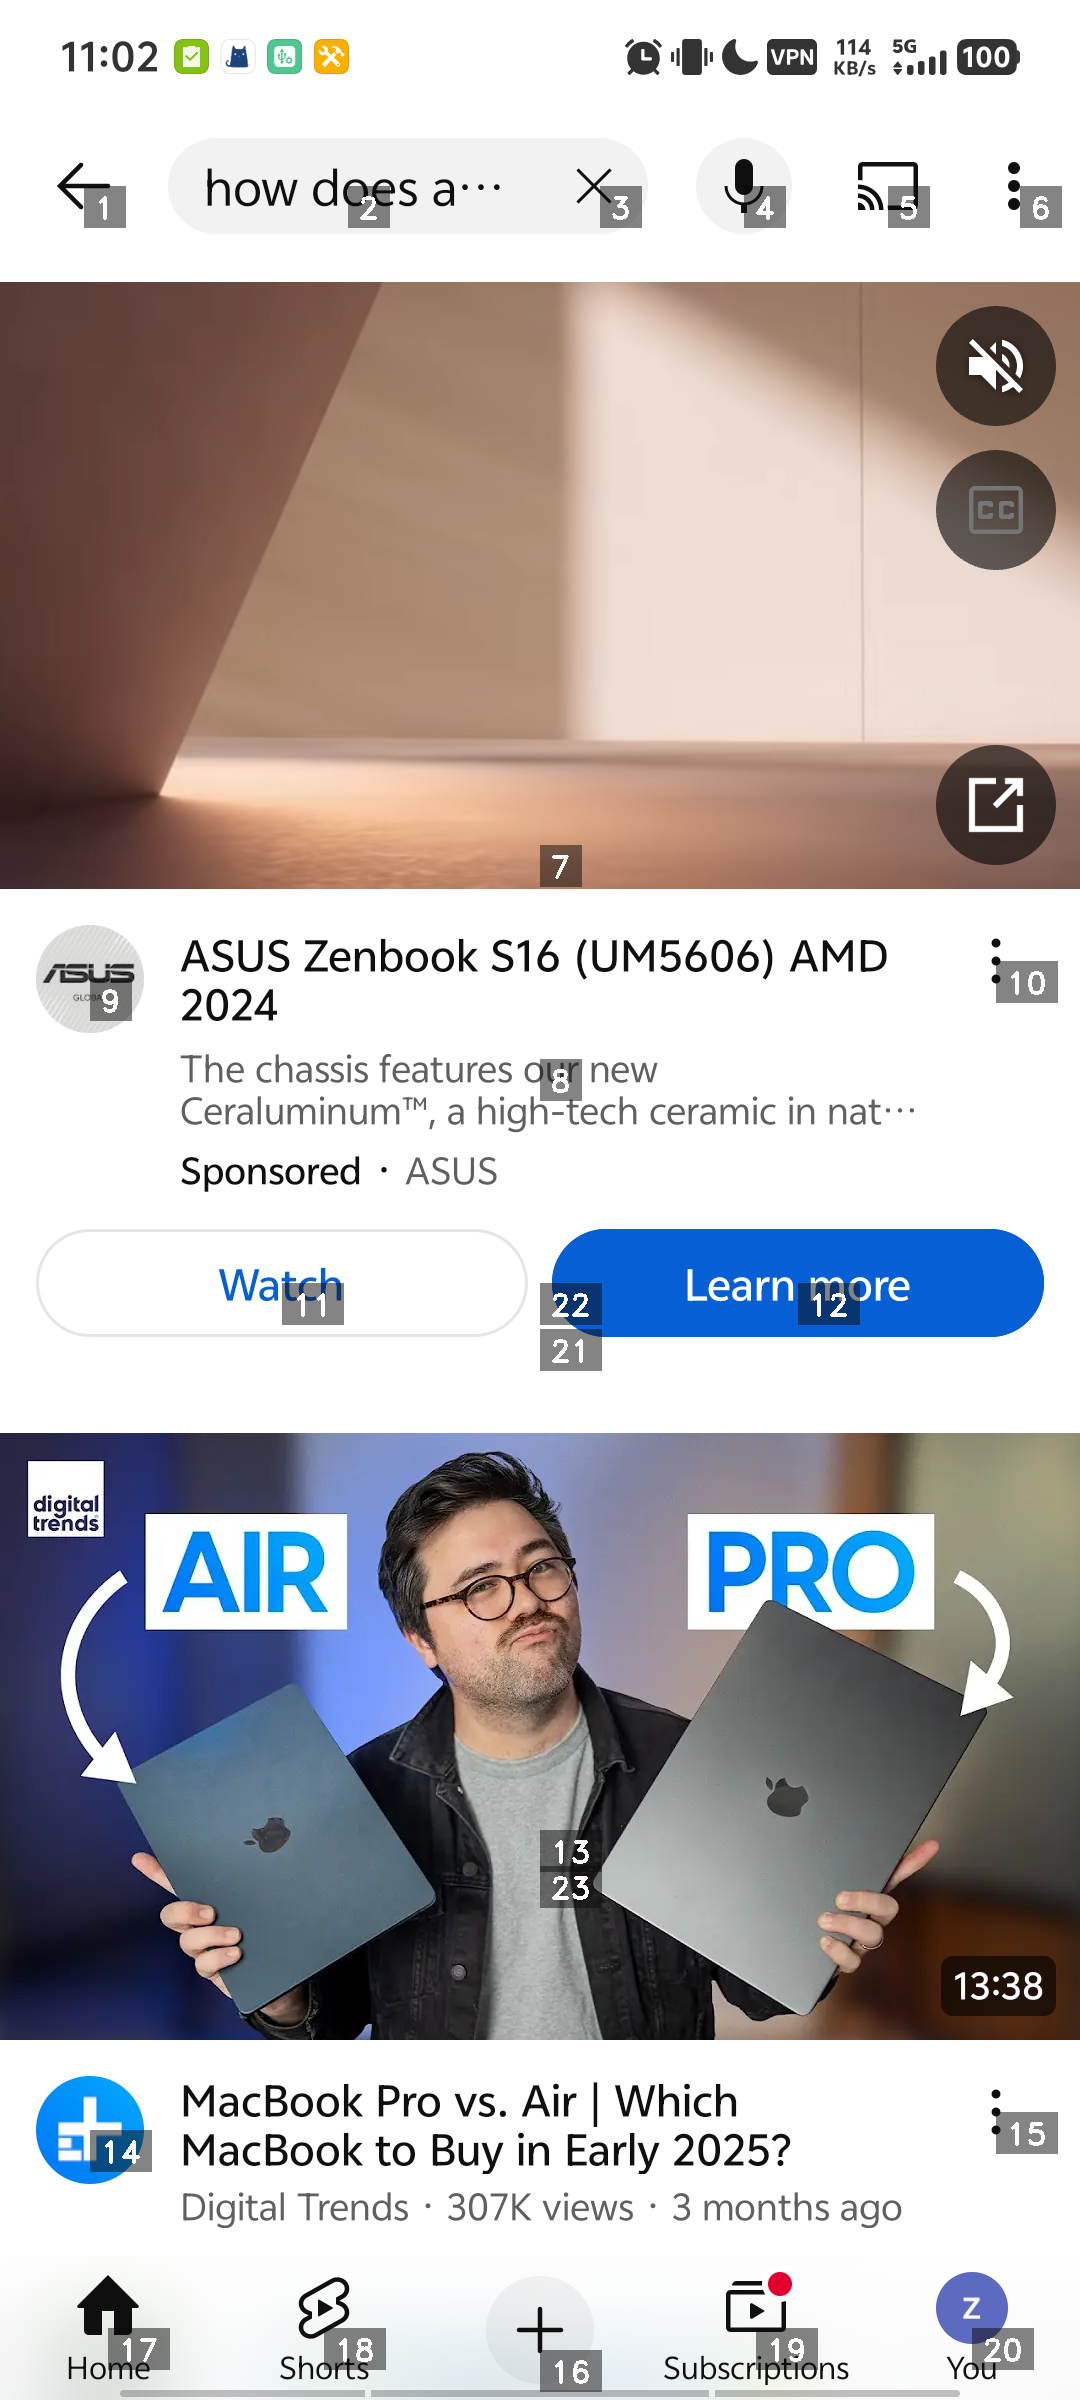 11:02
VPN
114
KB/s
5G
100
how does a...
1
2
3
4
5
6
CC
7
ASUS
GLOBA
9
ASUS Zenbook S16 (UM5606) AMD
2024
10
The chassis features our new
8
Ceraluminum™, a high-tech ceramic in nat...
Sponsored · ASUS
Watch
11
22
Learn more
12
21
digital
trends
AIR
PRO
13
23
13:38
14
MacBook Pro vs. Air | Which
MacBook to Buy in Early 2025?
15
Digital Trends · 307K views · 3 months ago
Home
17
Shorts
18
16
Subscriptions
19
Z
You
20